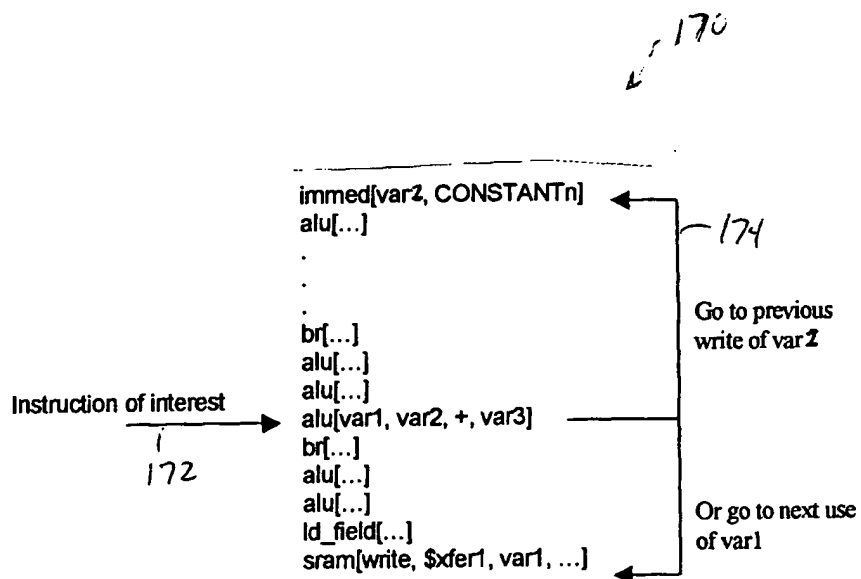 170
immed[var2, CONSTANTn]
alu[...]
174
.
.
.
Go to previous
write of var2
br[...]
alu[...]
alu[...]
Instruction of interest
alu[var1, var2, +, var3]
172
br[...]
alu[...]
alu[...]
ld_field[...]
sram[write, $xfer1, var1, ...]
Or go to next use
of var1